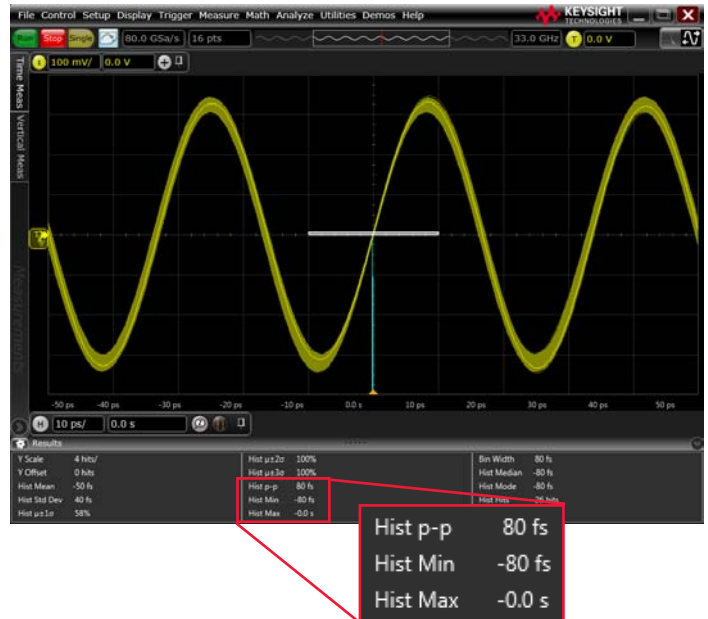 File Control Setup Display Trigger Measure Math Analyze Utilities Demos Help
KEYSIGHT
TECHNOLOGIES
Run Stop Single 80.0 GSa/s 16 pts 33.0 GHz T 0.0 V
1 100 mV/ 0.0 V
Time Meas
Vertical Meas
Measurements
-50 ps -40 ps -30 ps -20 ps -10 ps 0.0 s 10 ps 20 ps 30 ps 40 ps 50 ps
H 10 ps/ 0.0 s
Results
Y Scale 4 hits/ Hist µ±2σ 100% Bin Width 80 fs
Y Offset 0 hits Hist µ±3σ 100% Hist Median -80 fs
Hist Mean -50 fs Hist p-p 80 fs Hist Mode -80 fs
Hist Std Dev 40 fs Hist Min -80 fs Hist Hits 26 hits
Hist µ±1σ 58% Hist Max -0.0 s
Hist p-p 80 fs
Hist Min -80 fs
Hist Max -0.0 s